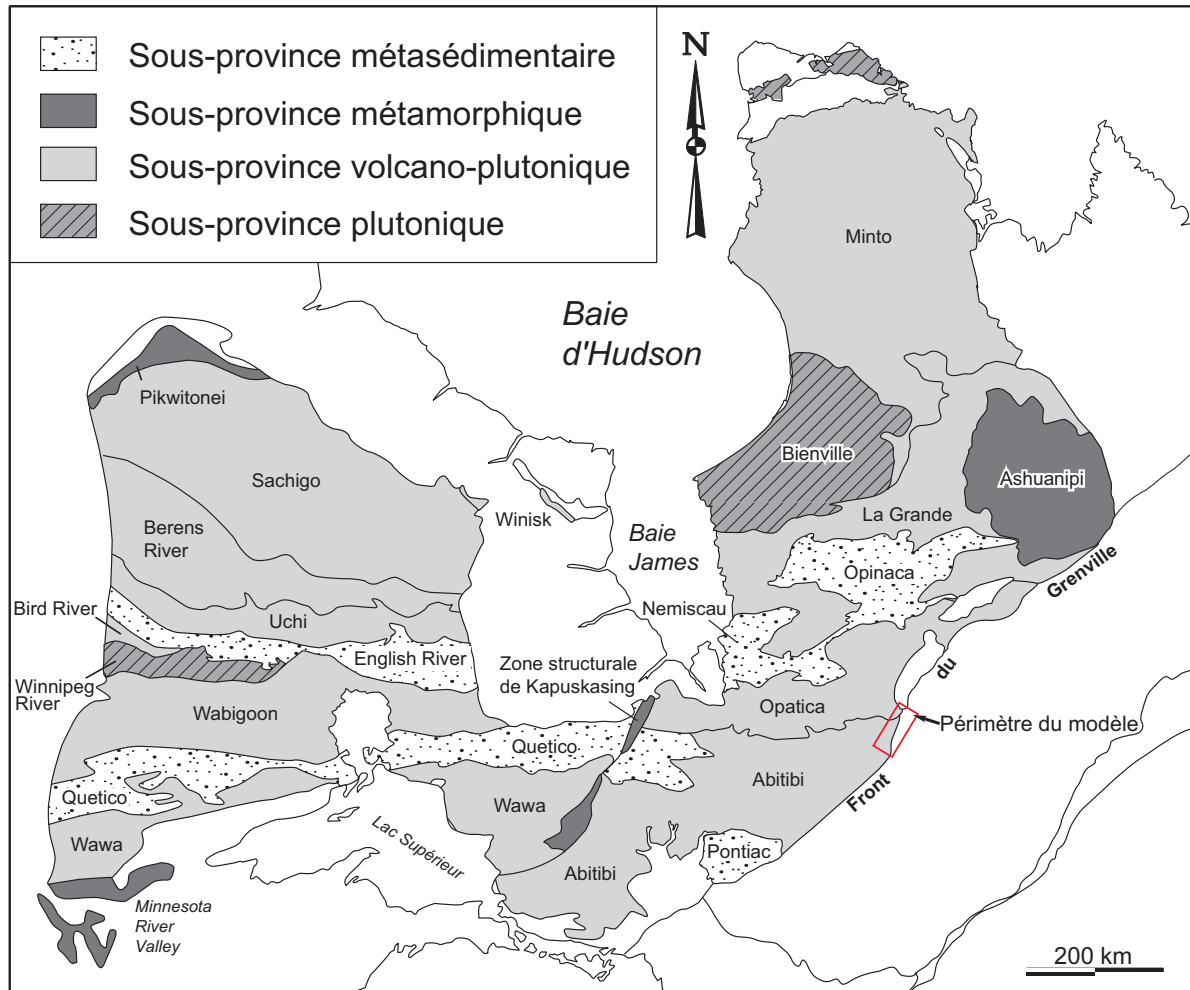 Sous-province métasédimentaire
Sous-province métamorphique
Sous-province volcano-plutonique
Sous-province plutonique
N
Minto
Baie
d'Hudson
Pikwitonei
Bienville
Ashuanipi
Sachigo
Winisk
La Grande
Berens
River
Baie
James
Opinaca
Grenville
Bird River
Uchi
Nemiscau
English River
Zone structurale
de Kapuskasing
du
Winnipeg
River
Wabigoon
Opatica
Périmètre du modèle
Quetico
Quetico
Abitibi
Front
Wawa
Wawa
Lac Supérieur
Pontiac
Abitibi
Minnesota
River
Valley
200 km